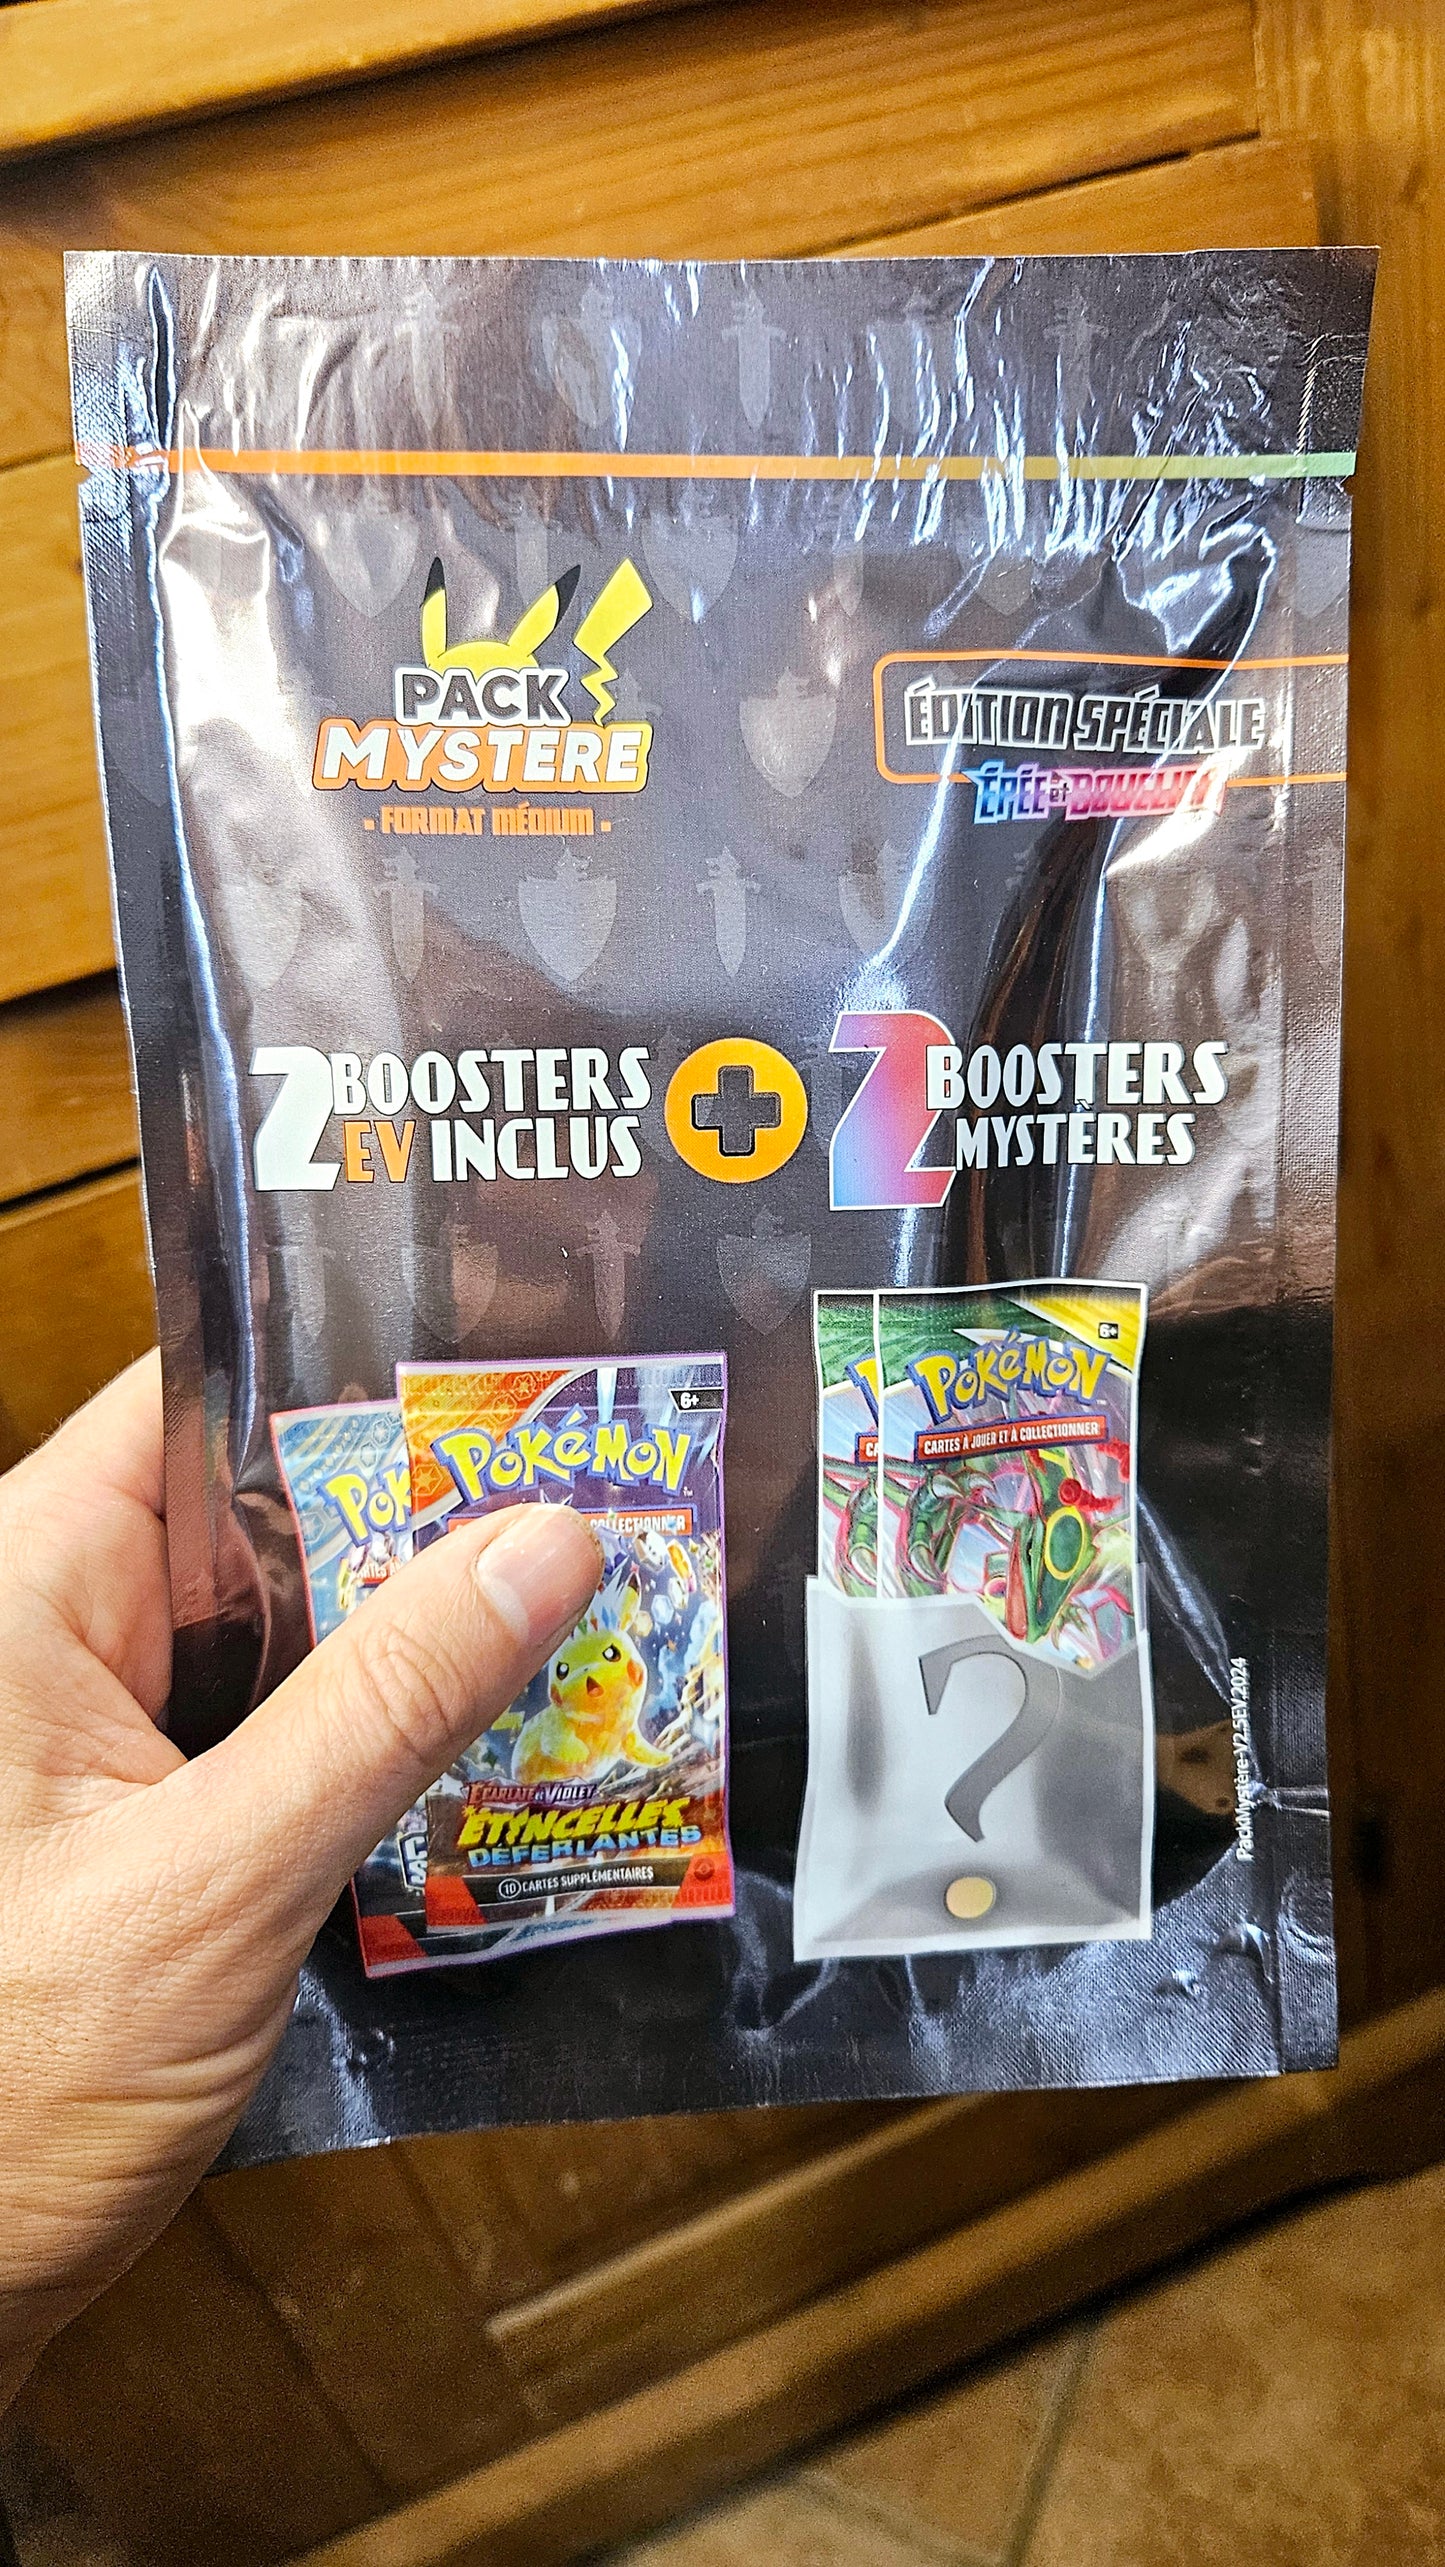 PACK
MYSTERE
- FORMAT MÉDIUM -
ÉDITION SPÉCIALE
ÉPÉE et BOUCLIER
2 BOOSTERS
EV INCLUS
2 BOOSTERS
MYSTÈRES
6+
POKéMON
COLLECTIONNER
ÉCARLATE et VIOLET
ÉTINCELLES
DÉFERLANTES
10 CARTES SUPPLÉMENTAIRES
6+
POKéMON
CARTES À JOUER ET À COLLECTIONNER
PackMystère-V2.5EV.2024